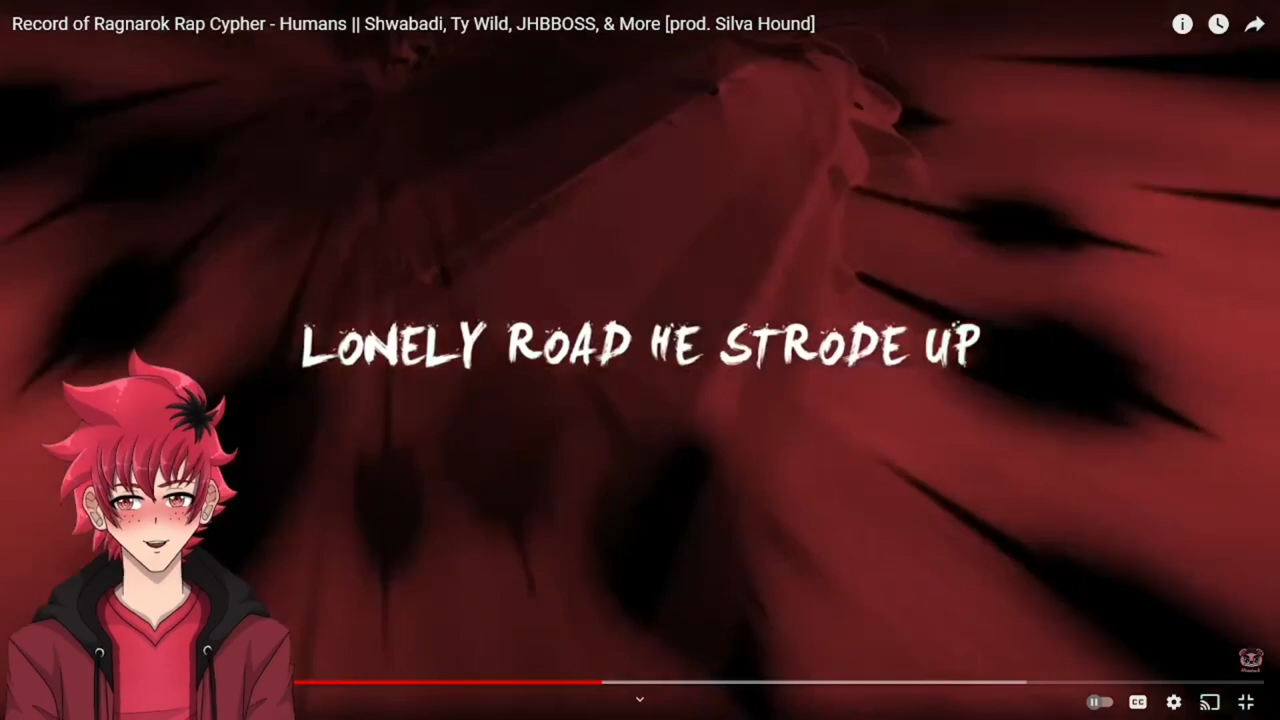 Record of Ragnarok Rap Cypher - Humans || Shwabadi, Ty Wild, JHBBOSS, & More [prod. Silva Hound]
LONELY ROAD HE STRODE UP
CC